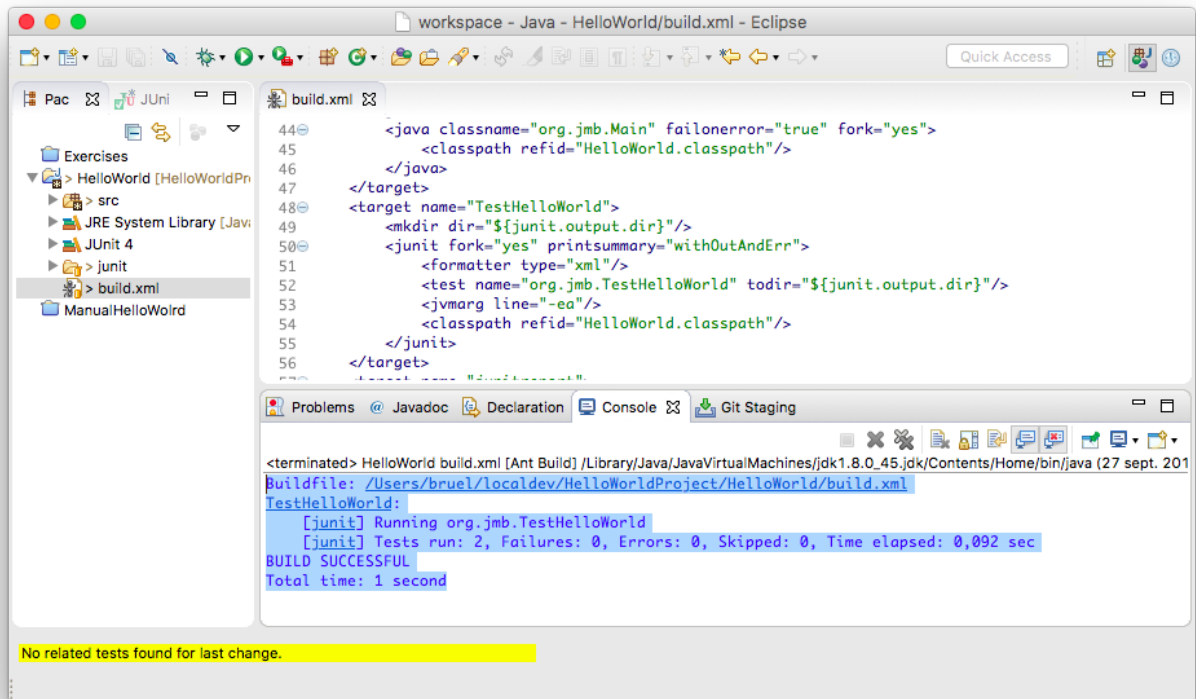 workspace - Java - HelloWorld/build.xml - Eclipse
Quick Access
Pac
JUni
Exercises
> HelloWorld [HelloWorldPr
> src
JRE System Library [Java
JUnit 4
> junit
> build.xml
ManualHelloWolrd
build.xml
44 <java classname="org.jmb.Main" failonerror="true" fork="yes">
45 <classpath refid="HelloWorld.classpath"/>
46 </java>
47 </target>
48 <target name="TestHelloWorld">
49 <mkdir dir="${junit.output.dir}"/>
50 <junit fork="yes" printsummary="withOutAndErr">
51 <formatter type="xml"/>
52 <test name="org.jmb.TestHelloWorld" todir="${junit.output.dir}"/>
53 <jvmarg line="-ea"/>
54 <classpath refid="HelloWorld.classpath"/>
55 </junit>
56 </target>
Problems @ Javadoc Declaration Console Git Staging
<terminated> HelloWorld build.xml [Ant Build] /Library/Java/JavaVirtualMachines/jdk1.8.0_45.jdk/Contents/Home/bin/java (27 sept. 201
Buildfile: /Users/bruel/localdev/HelloWorldProject/HelloWorld/build.xml
TestHelloWorld:
[junit] Running org.jmb.TestHelloWorld
[junit] Tests run: 2, Failures: 0, Errors: 0, Skipped: 0, Time elapsed: 0,092 sec
BUILD SUCCESSFUL
Total time: 1 second
No related tests found for last change.